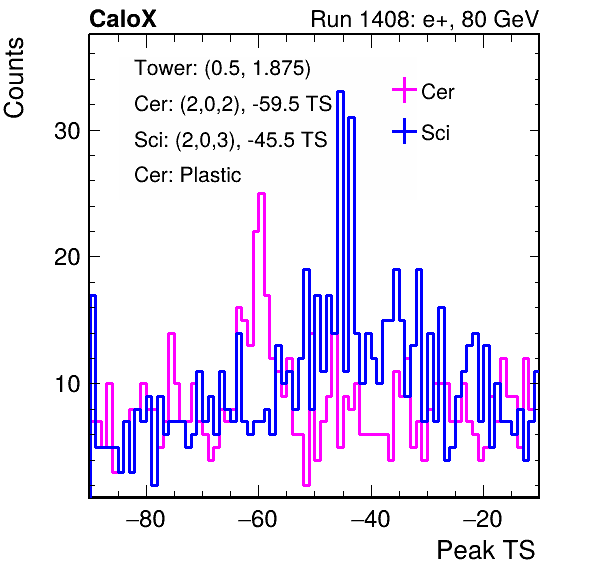 CaloX Run 1408: e+, 80 GeV
Counts
Tower: (0.5, 1.875)
Cer: (2,0,2), -59.5 TS
Sci: (2,0,3), -45.5 TS
Cer: Plastic
Cer
Sci
30
20
10
−80 −60 −40 −20
Peak TS